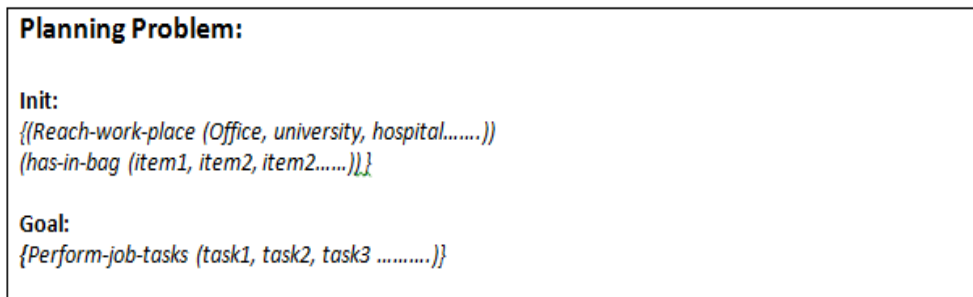 Planning Problem:
Init:
{(Reach-work-place (Office, university, hospital.......))
(has-in-bag (item1, item2, item2......)) }
Goal:
{Perform-job-tasks (task1, task2, task3 ..........)}